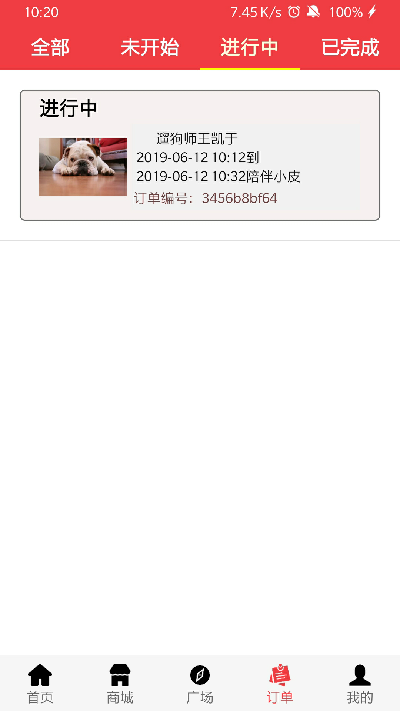 10:20 7.45 K/s 100%
全部 未开始 进行中 已完成
进行中
遛狗师王凯于
2019-06-12 10:12到
2019-06-12 10:32陪伴小皮
订单编号：3456b8bf64
首页 商城 广场 订单 我的